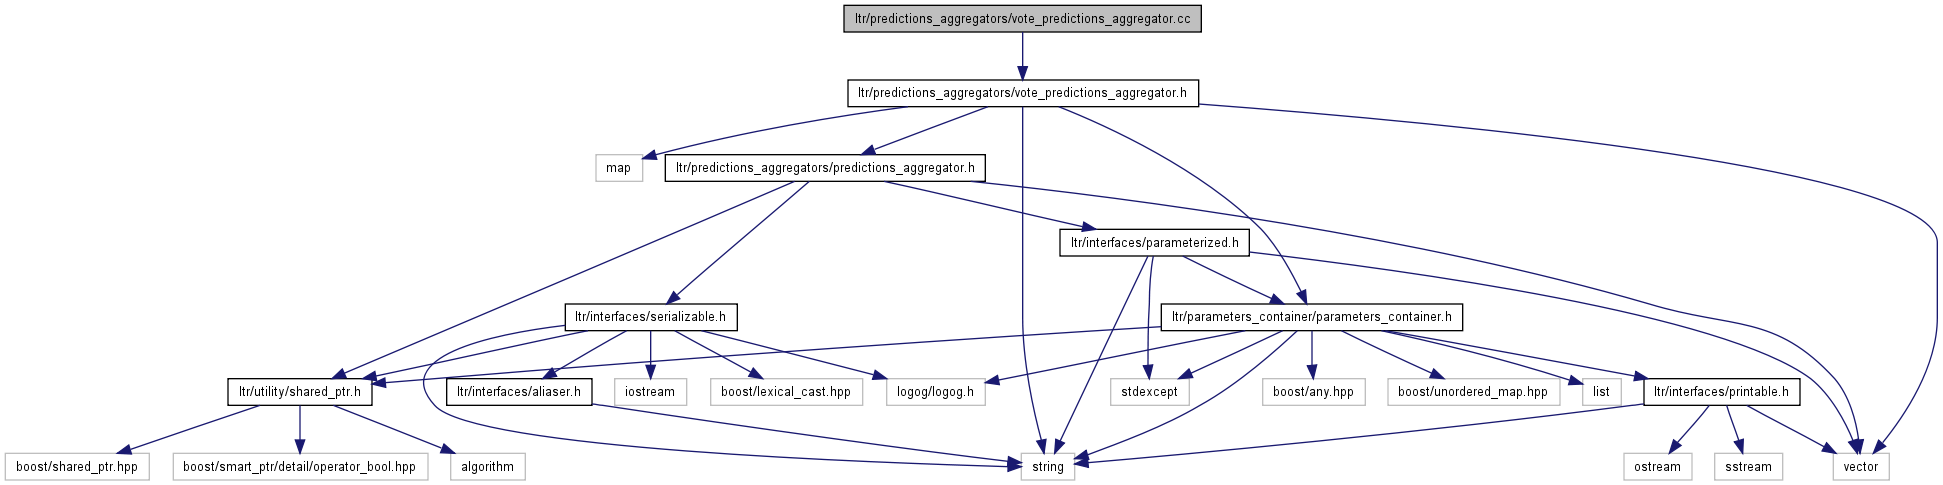 ltr/predictions_aggregators/vote_predictions_aggregator.cc
ltr/predictions_aggregators/vote_predictions_aggregator.h
map
ltr/predictions_aggregators/predictions_aggregator.h
ltr/interfaces/parameterized.h
ltr/interfaces/serializable.h
ltr/parameters_container/parameters_container.h
ltr/utility/shared_ptr.h
ltr/interfaces/aliaser.h
iostream
boost/lexical_cast.hpp
logog/logog.h
stdexcept
boost/any.hpp
boost/unordered_map.hpp
list
ltr/interfaces/printable.h
boost/shared_ptr.hpp
boost/smart_ptr/detail/operator_bool.hpp
algorithm
string
ostream
sstream
vector